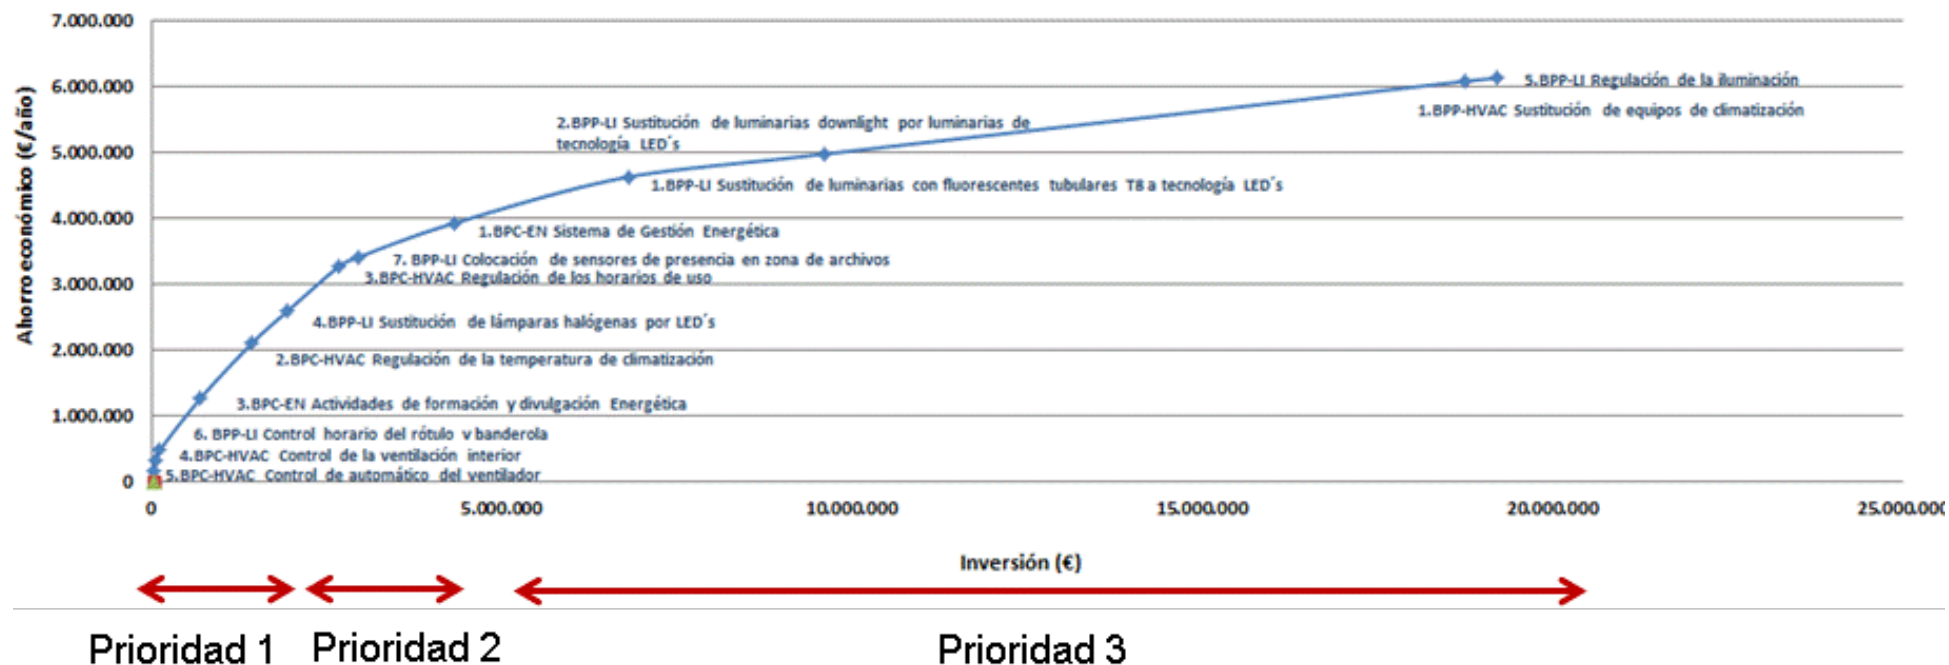 7.000.000
6.000.000
5.000.000
4.000.000
3.000.000
2.000.000
1.000.000
0
Ahorro económico (€/año)
5.BPP-LI Regulación de la iluminación
1.BPP-HVAC Sustitución de equipos de climatización
2.BPP-LI Sustitución de luminarias downlight por luminarias de
tecnología LED´s
1.BPP-LI Sustitución de luminarias con fluorescentes tubulares T8 a tecnología LED´s
1.BPC-EN Sistema de Gestión Energética
7. BPP-LI Colocación de sensores de presencia en zona de archivos
3.BPC-HVAC Regulación de los horarios de uso
4.BPP-LI Sustitución de lámparas halógenas por LED´s
2.BPC-HVAC Regulación de la temperatura de climatización
3.BPC-EN Actividades de formación y divulgación Energética
6. BPP-LI Control horario del rótulo y banderola
4.BPC-HVAC Control de la ventilación interior
5.BPC-HVAC Control de automático del ventilador
0 5.000.000 10.000.000 15.000.000 20.000.000 25.000.000
Inversión (€)
Prioridad 1 Prioridad 2 Prioridad 3